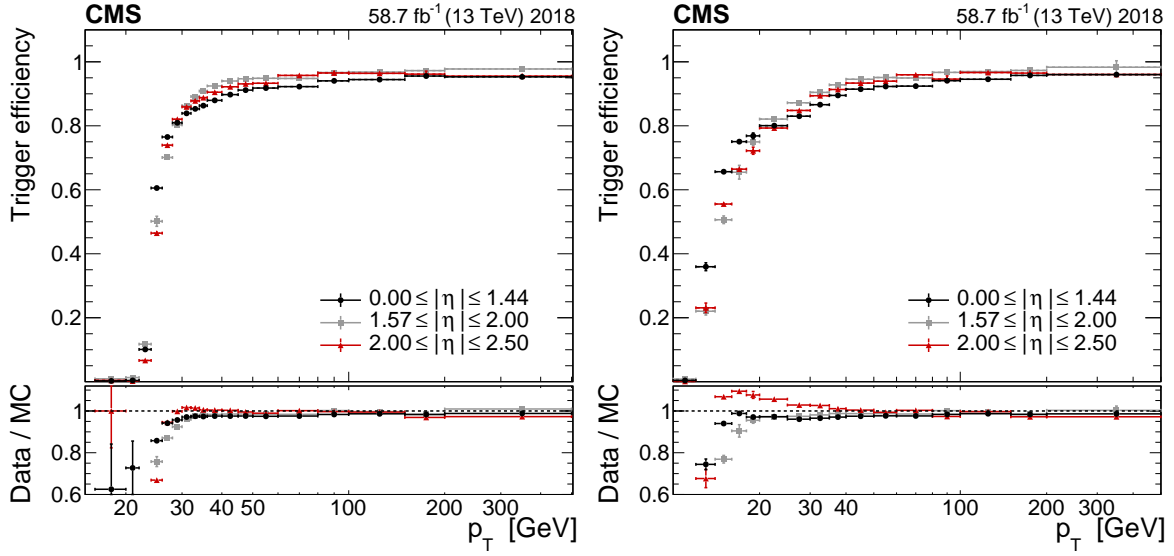 CMS 58.7 fb⁻¹ (13 TeV) 2018
Trigger efficiency
1
0.8
0.6
0.4
0.2
0.00 ≤ | η | ≤ 1.44
1.57 ≤ | η | ≤ 2.00
2.00 ≤ | η | ≤ 2.50
Data / MC
1
0.8
0.6
20 30 40 100 200 300
p_T [GeV]
CMS 58.7 fb⁻¹ (13 TeV) 2018
Trigger efficiency
1
0.8
0.6
0.4
0.2
0.00 ≤ | η | ≤ 1.44
1.57 ≤ | η | ≤ 2.00
2.00 ≤ | η | ≤ 2.50
Data / MC
1
0.8
0.6
20 30 40 100 200 300
p_T [GeV]